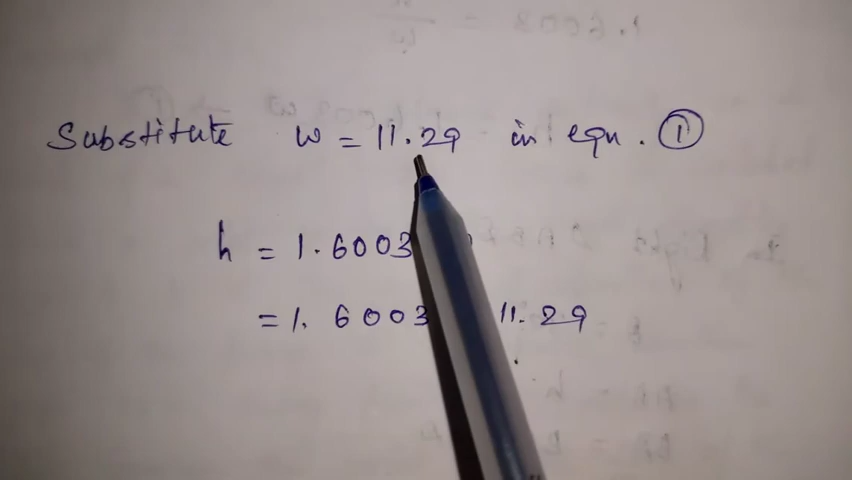 Substitute w = 11.29 in eqn. ①
h = 1.6003
= 1.6003 11.29